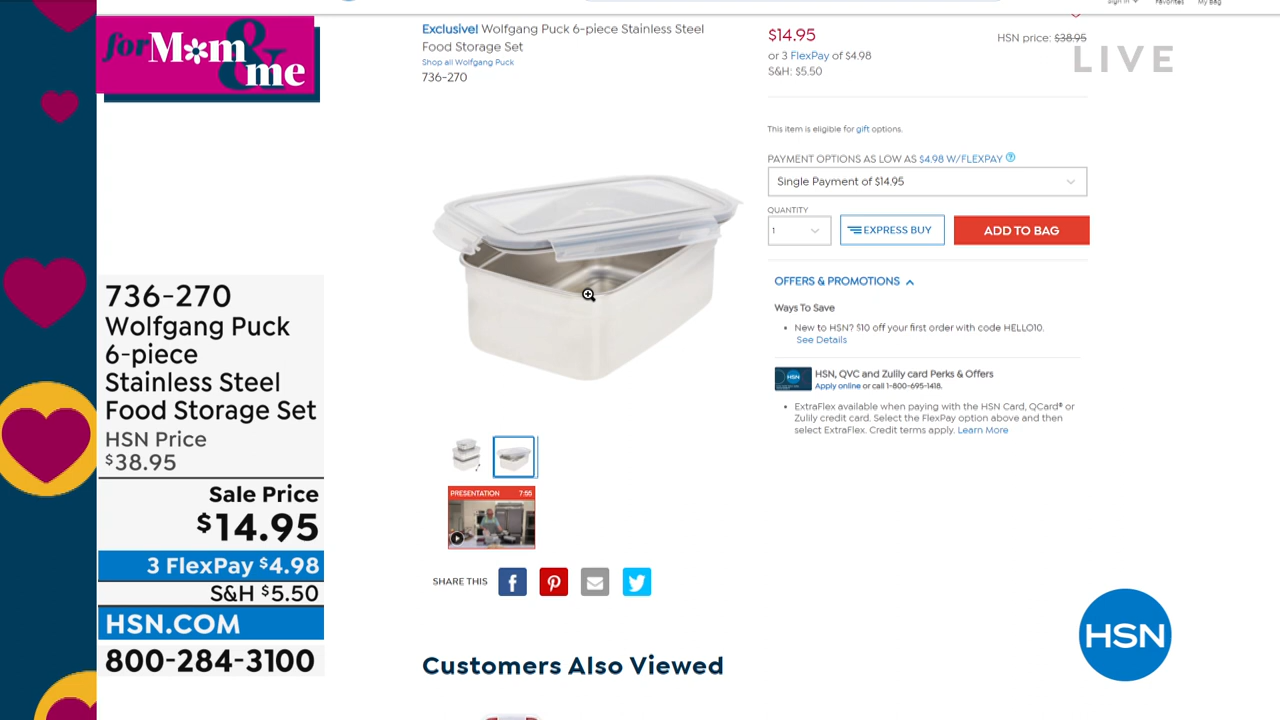 Sign In
Favorites
My Bag
for Mom
& me
Exclusive! Wolfgang Puck 6-piece Stainless Steel
Food Storage Set
Shop all Wolfgang Puck
736-270
$14.95
HSN price: $38.95
or 3 FlexPay of $4.98
S&H: $5.50
LIVE
This item is eligible for gift options.
PAYMENT OPTIONS AS LOW AS $4.98 W/FLEXPAY ?
Single Payment of $14.95
QUANTITY
1
EXPRESS BUY
ADD TO BAG
OFFERS & PROMOTIONS
Ways To Save
New to HSN? $10 off your first order with code HELLO10.
See Details
HSN
HSN, QVC and Zulily card Perks & Offers
Apply online or call 1-800-695-1418.
ExtraFlex available when paying with the HSN Card, QCard® or
Zulily credit card. Select the FlexPay option above and then
select ExtraFlex. Credit terms apply. Learn More
PRESENTATION 7:56
SHARE THIS
Customers Also Viewed
736-270
Wolfgang Puck
6-piece
Stainless Steel
Food Storage Set
HSN Price
$38.95
Sale Price
$14.95
3 FlexPay $4.98
S&H $5.50
HSN.COM
800-284-3100
HSN